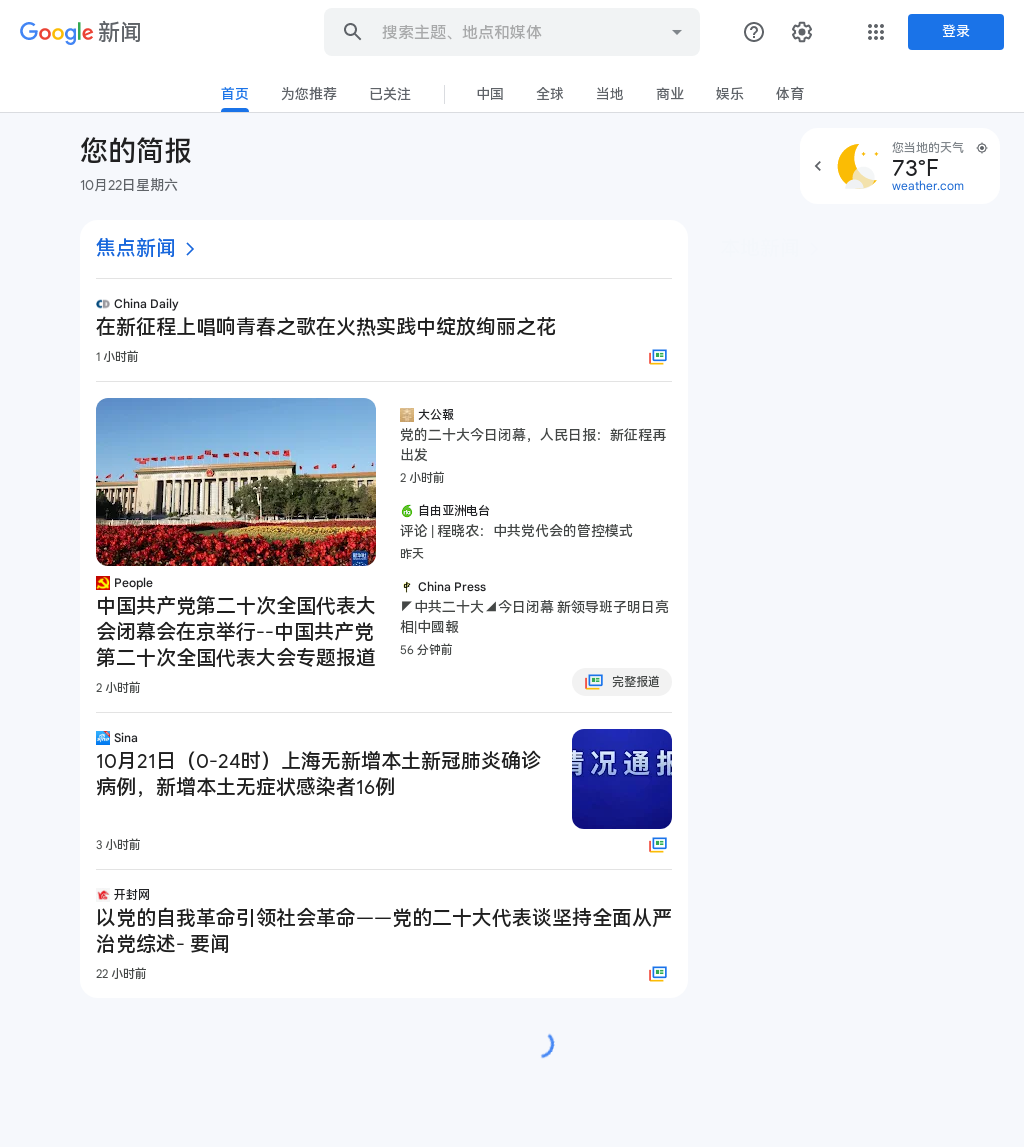 Google 新闻
搜索主题、地点和媒体
登录
首页
为您推荐
已关注
中国
全球
当地
商业
娱乐
体育
您的简报
10月22日星期六
您当地的天气
73°F
weather.com
焦点新闻
China Daily
在新征程上唱响青春之歌在火热实践中绽放绚丽之花
1 小时前
People
中国共产党第二十次全国代表大
会闭幕会在京举行--中国共产党
第二十次全国代表大会专题报道
2 小时前
大公報
党的二十大今日闭幕，人民日报：新征程再
出发
2 小时前
自由亚洲电台
评论 | 程晓农：中共党代会的管控模式
昨天
China Press
◤中共二十大◢今日闭幕 新领导班子明日亮
相|中國報
56 分钟前
完整报道
Sina
10月21日（0-24时）上海无新增本土新冠肺炎确诊
病例，新增本土无症状感染者16例
情况通报
3 小时前
开封网
以党的自我革命引领社会革命——党的二十大代表谈坚持全面从严
治党综述- 要闻
22 小时前